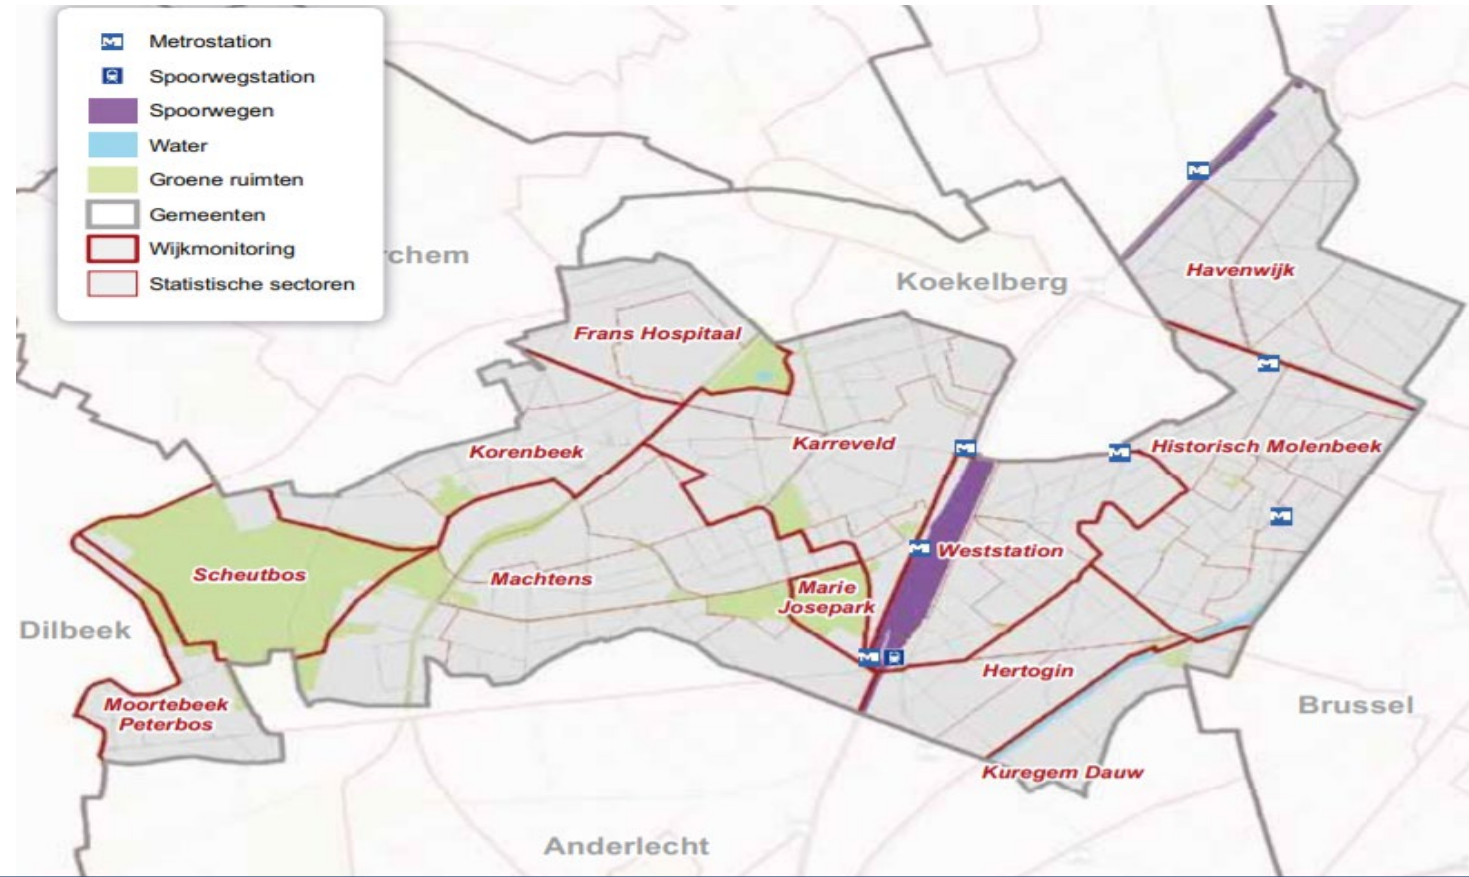 Metrostation
Spoorwegstation
Spoorwegen
Water
Groene ruimten
Gemeenten
Wijkmonitoring
Statistische sectoren
rchem
Koekelberg
Havenwijk
Frans Hospitaal
Korenbeek
Karreveld
Historisch Molenbeek
Scheutbos
Machtens
Weststation
Marie
Josepark
Dilbeek
Hertogin
Moortebeek
Peterbos
Brussel
Kuregem Dauw
Anderlecht